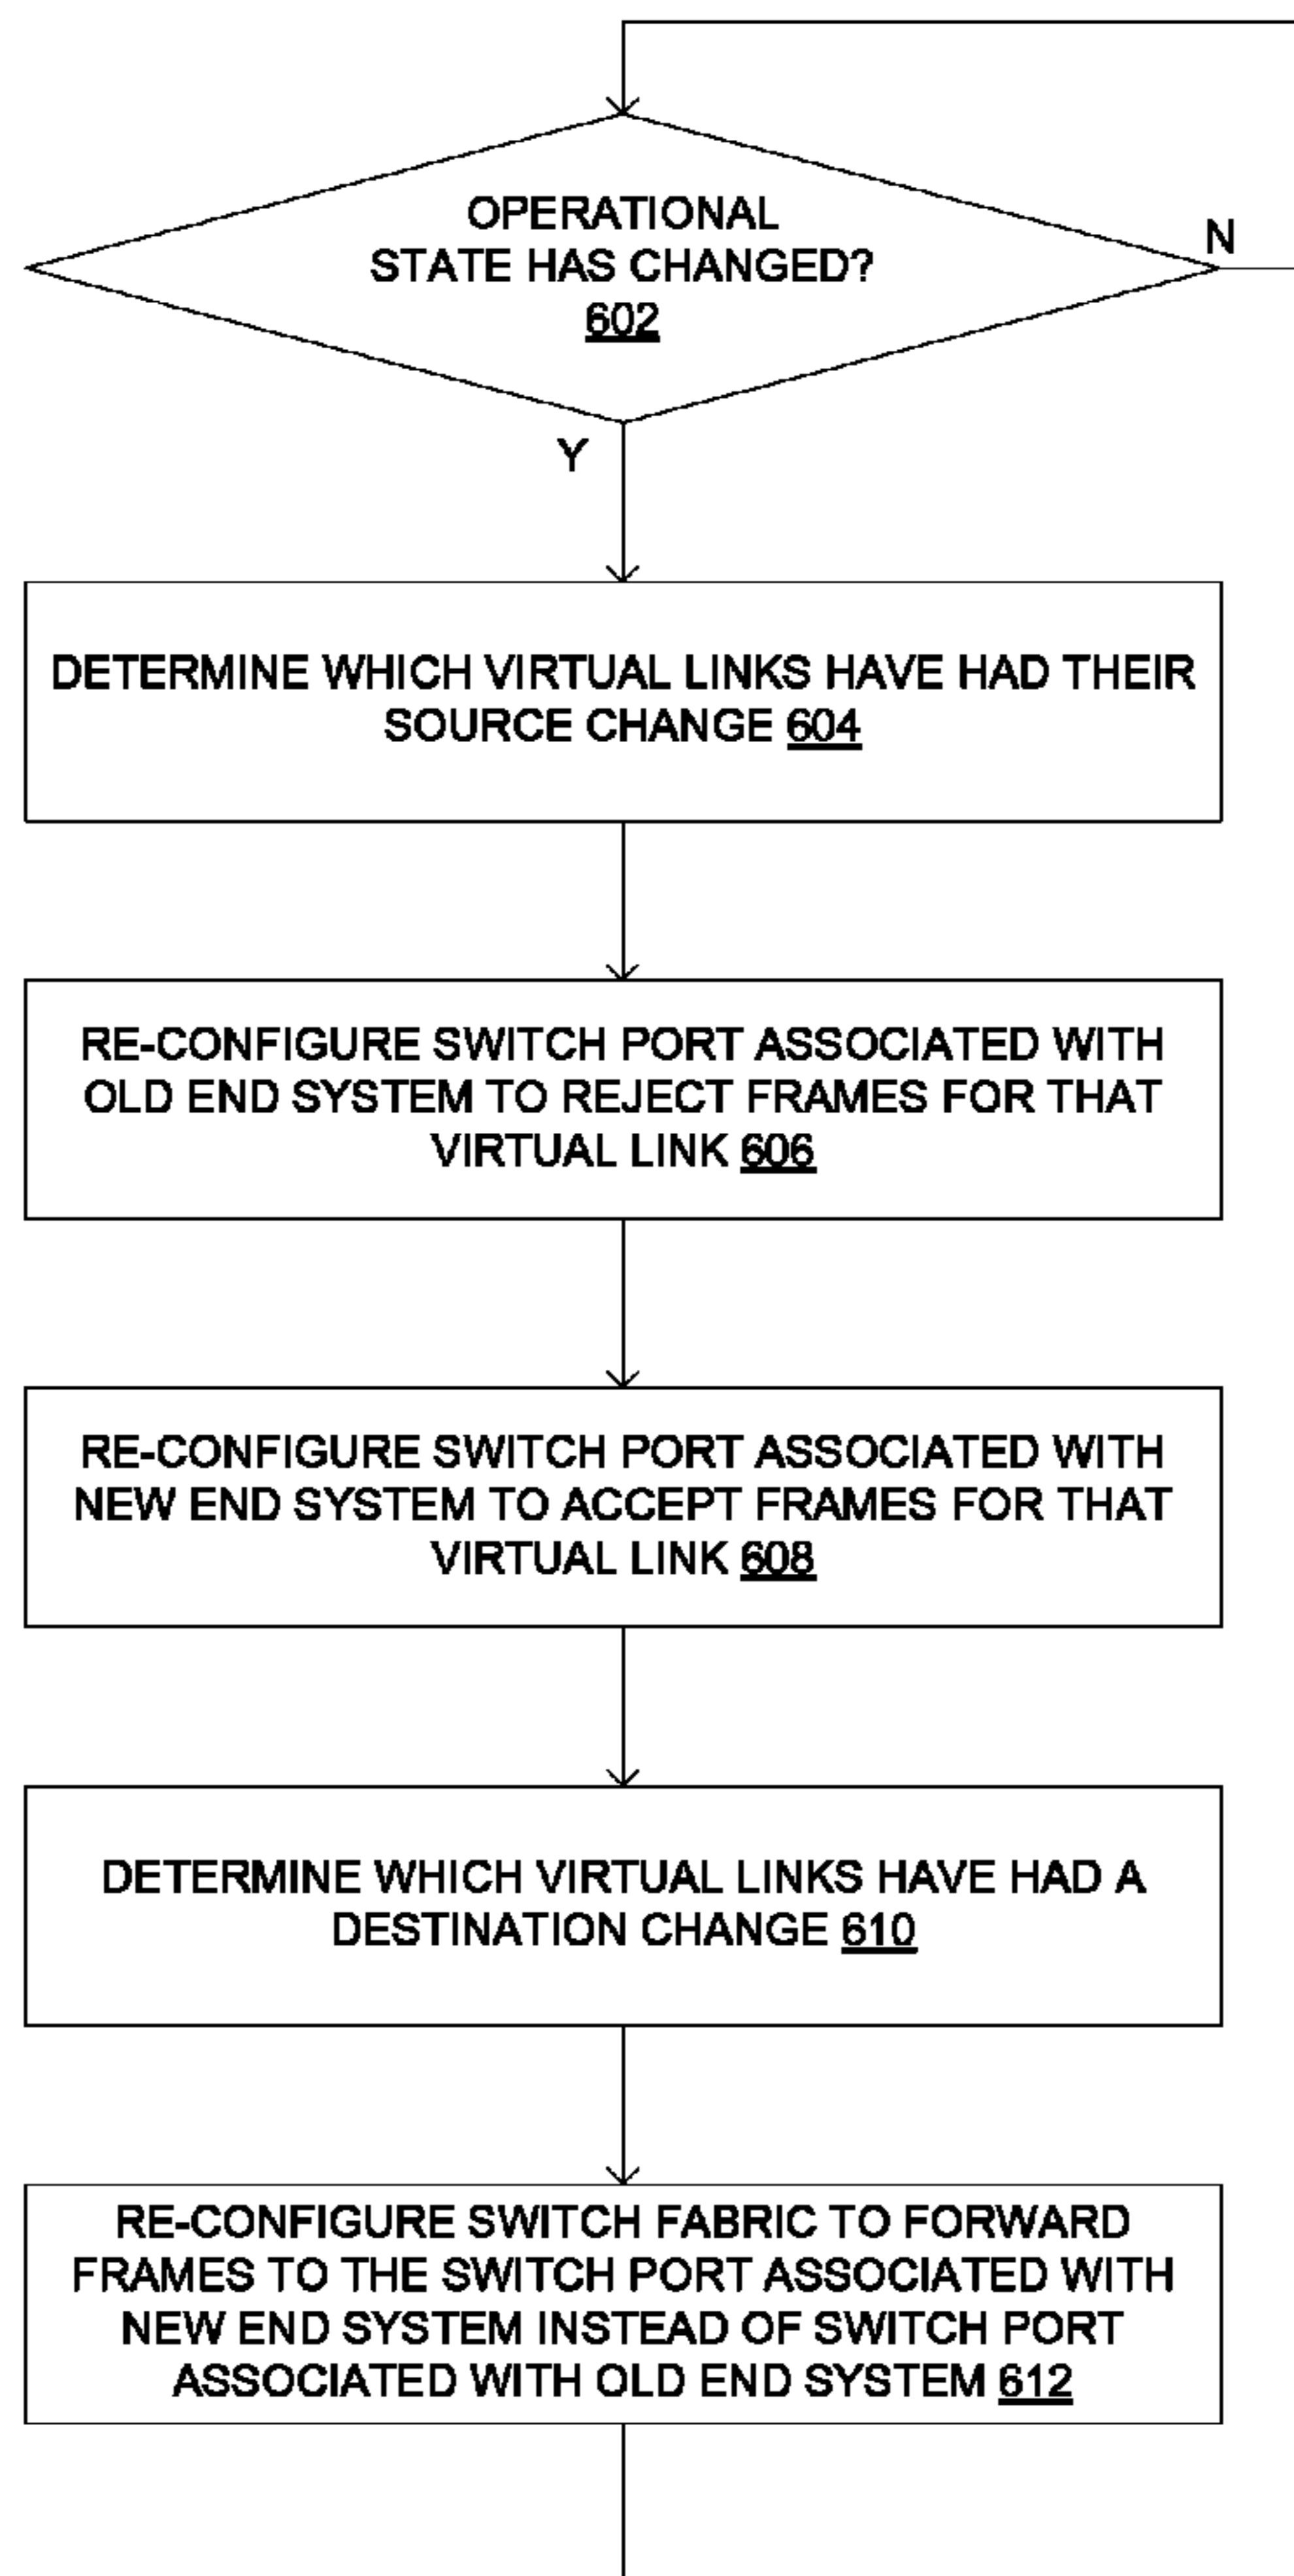 OPERATIONAL
STATE HAS CHANGED?
602
N
Y
DETERMINE WHICH VIRTUAL LINKS HAVE HAD THEIR
SOURCE CHANGE 604
RE-CONFIGURE SWITCH PORT ASSOCIATED WITH
OLD END SYSTEM TO REJECT FRAMES FOR THAT
VIRTUAL LINK 606
RE-CONFIGURE SWITCH PORT ASSOCIATED WITH
NEW END SYSTEM TO ACCEPT FRAMES FOR THAT
VIRTUAL LINK 608
DETERMINE WHICH VIRTUAL LINKS HAVE HAD A
DESTINATION CHANGE 610
RE-CONFIGURE SWITCH FABRIC TO FORWARD
FRAMES TO THE SWITCH PORT ASSOCIATED WITH
NEW END SYSTEM INSTEAD OF SWITCH PORT
ASSOCIATED WITH OLD END SYSTEM 612